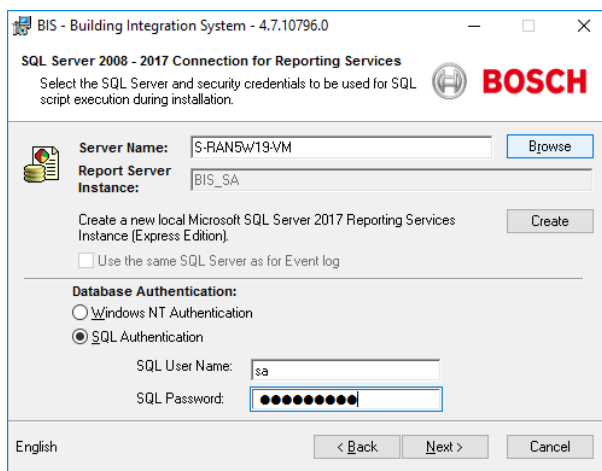 BIS - Building Integration System - 4.7.10796.0
SQL Server 2008 - 2017 Connection for Reporting Services
Select the SQL Server and security credentials to be used for SQL
script execution during installation.
BOSCH
Server Name:
S-RAN5W19-VM
Browse
Report Server
Instance:
BIS_SA
Create a new local Microsoft SQL Server 2017 Reporting Services
Instance (Express Edition).
Create
Use the same SQL Server as for Event log
Database Authentication:
Windows NT Authentication
SQL Authentication
SQL User Name:
sa
SQL Password:
●●●●●●●●●
English
< Back
Next >
Cancel